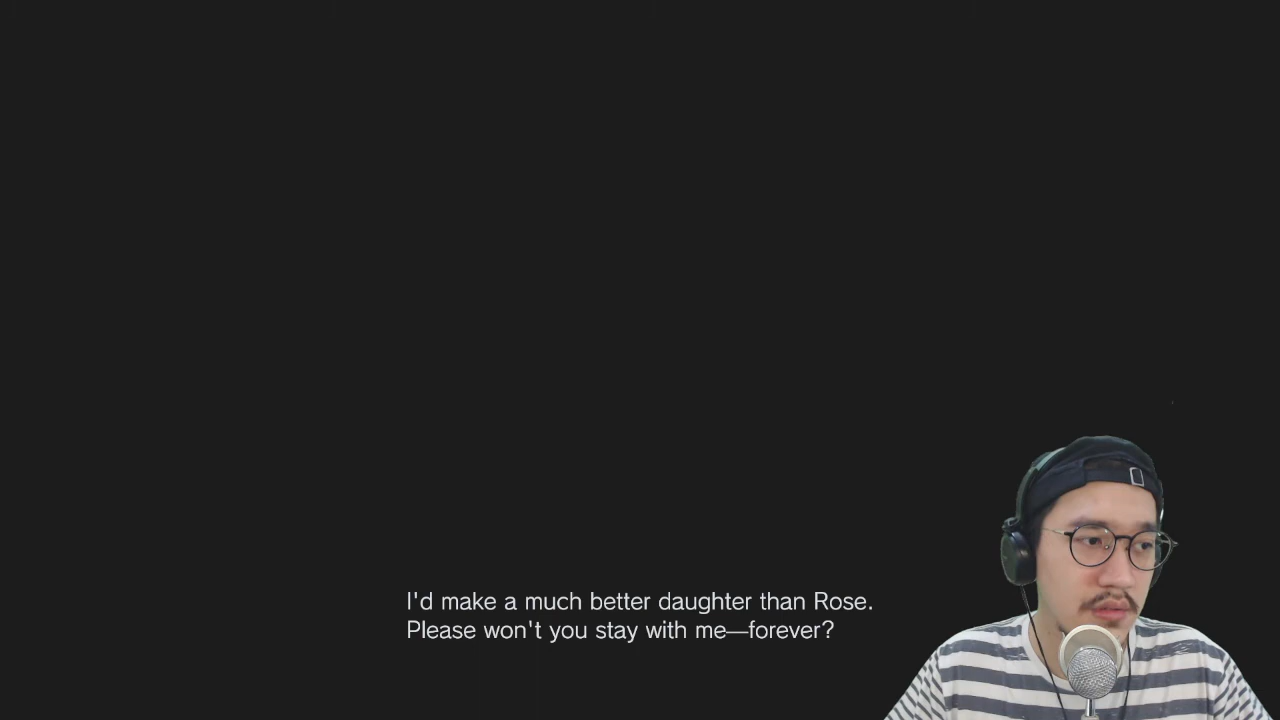 I'd make a much better daughter than Rose.
Please won't you stay with me—forever?